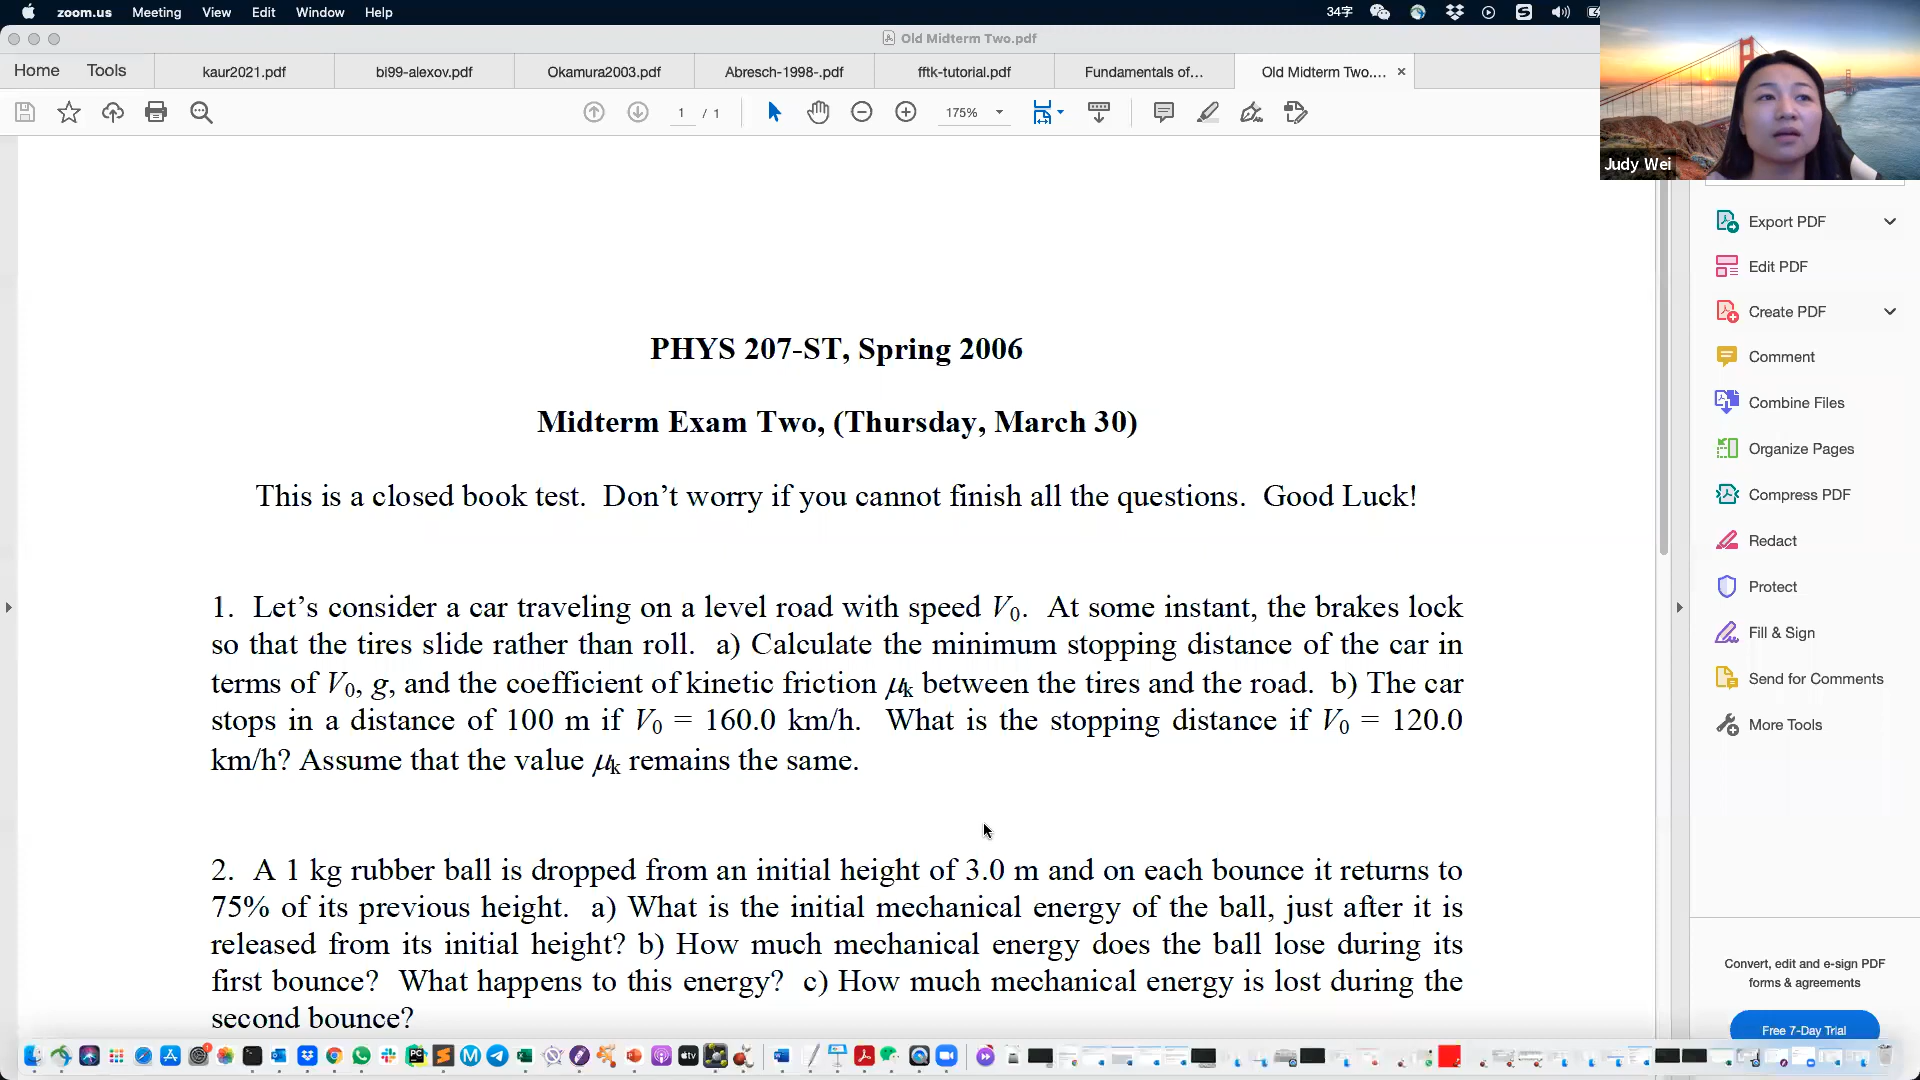 zoom.us Meeting View Edit Window Help
34字
Old Midterm Two.pdf
Home Tools kaur2021.pdf bi99-alexov.pdf Okamura2003.pdf Abresch-1998-.pdf fftk-tutorial.pdf Fundamentals of... Old Midterm Two.... ×
1 / 1 175%
Judy Wei
Export PDF
Edit PDF
Create PDF
Comment
Combine Files
Organize Pages
Compress PDF
Redact
Protect
Fill & Sign
Send for Comments
More Tools
Convert, edit and e-sign PDF
forms & agreements
Free 7-Day Trial
PHYS 207-ST, Spring 2006
Midterm Exam Two, (Thursday, March 30)
This is a closed book test. Don't worry if you cannot finish all the questions. Good Luck!
1. Let's consider a car traveling on a level road with speed V0. At some instant, the brakes lock
so that the tires slide rather than roll. a) Calculate the minimum stopping distance of the car in
terms of V0, g, and the coefficient of kinetic friction μk between the tires and the road. b) The car
stops in a distance of 100 m if V0 = 160.0 km/h. What is the stopping distance if V0 = 120.0
km/h? Assume that the value μk remains the same.
2. A 1 kg rubber ball is dropped from an initial height of 3.0 m and on each bounce it returns to
75% of its previous height. a) What is the initial mechanical energy of the ball, just after it is
released from its initial height? b) How much mechanical energy does the ball lose during its
first bounce? What happens to this energy? c) How much mechanical energy is lost during the
second bounce?